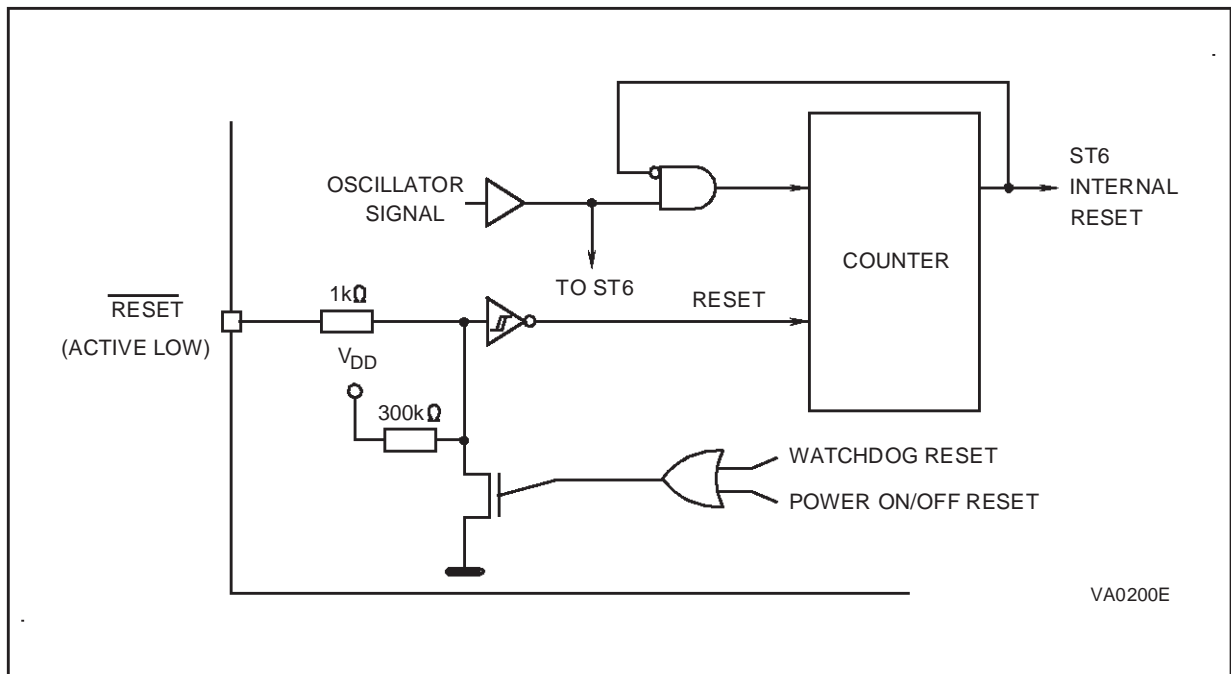 OSCILLATOR
SIGNAL
ST6
INTERNAL
RESET
COUNTER
TO ST6
RESET
RESET
(ACTIVE LOW)
1kΩ
VDD
300kΩ
WATCHDOG RESET
POWER ON/OFF RESET
VA0200E